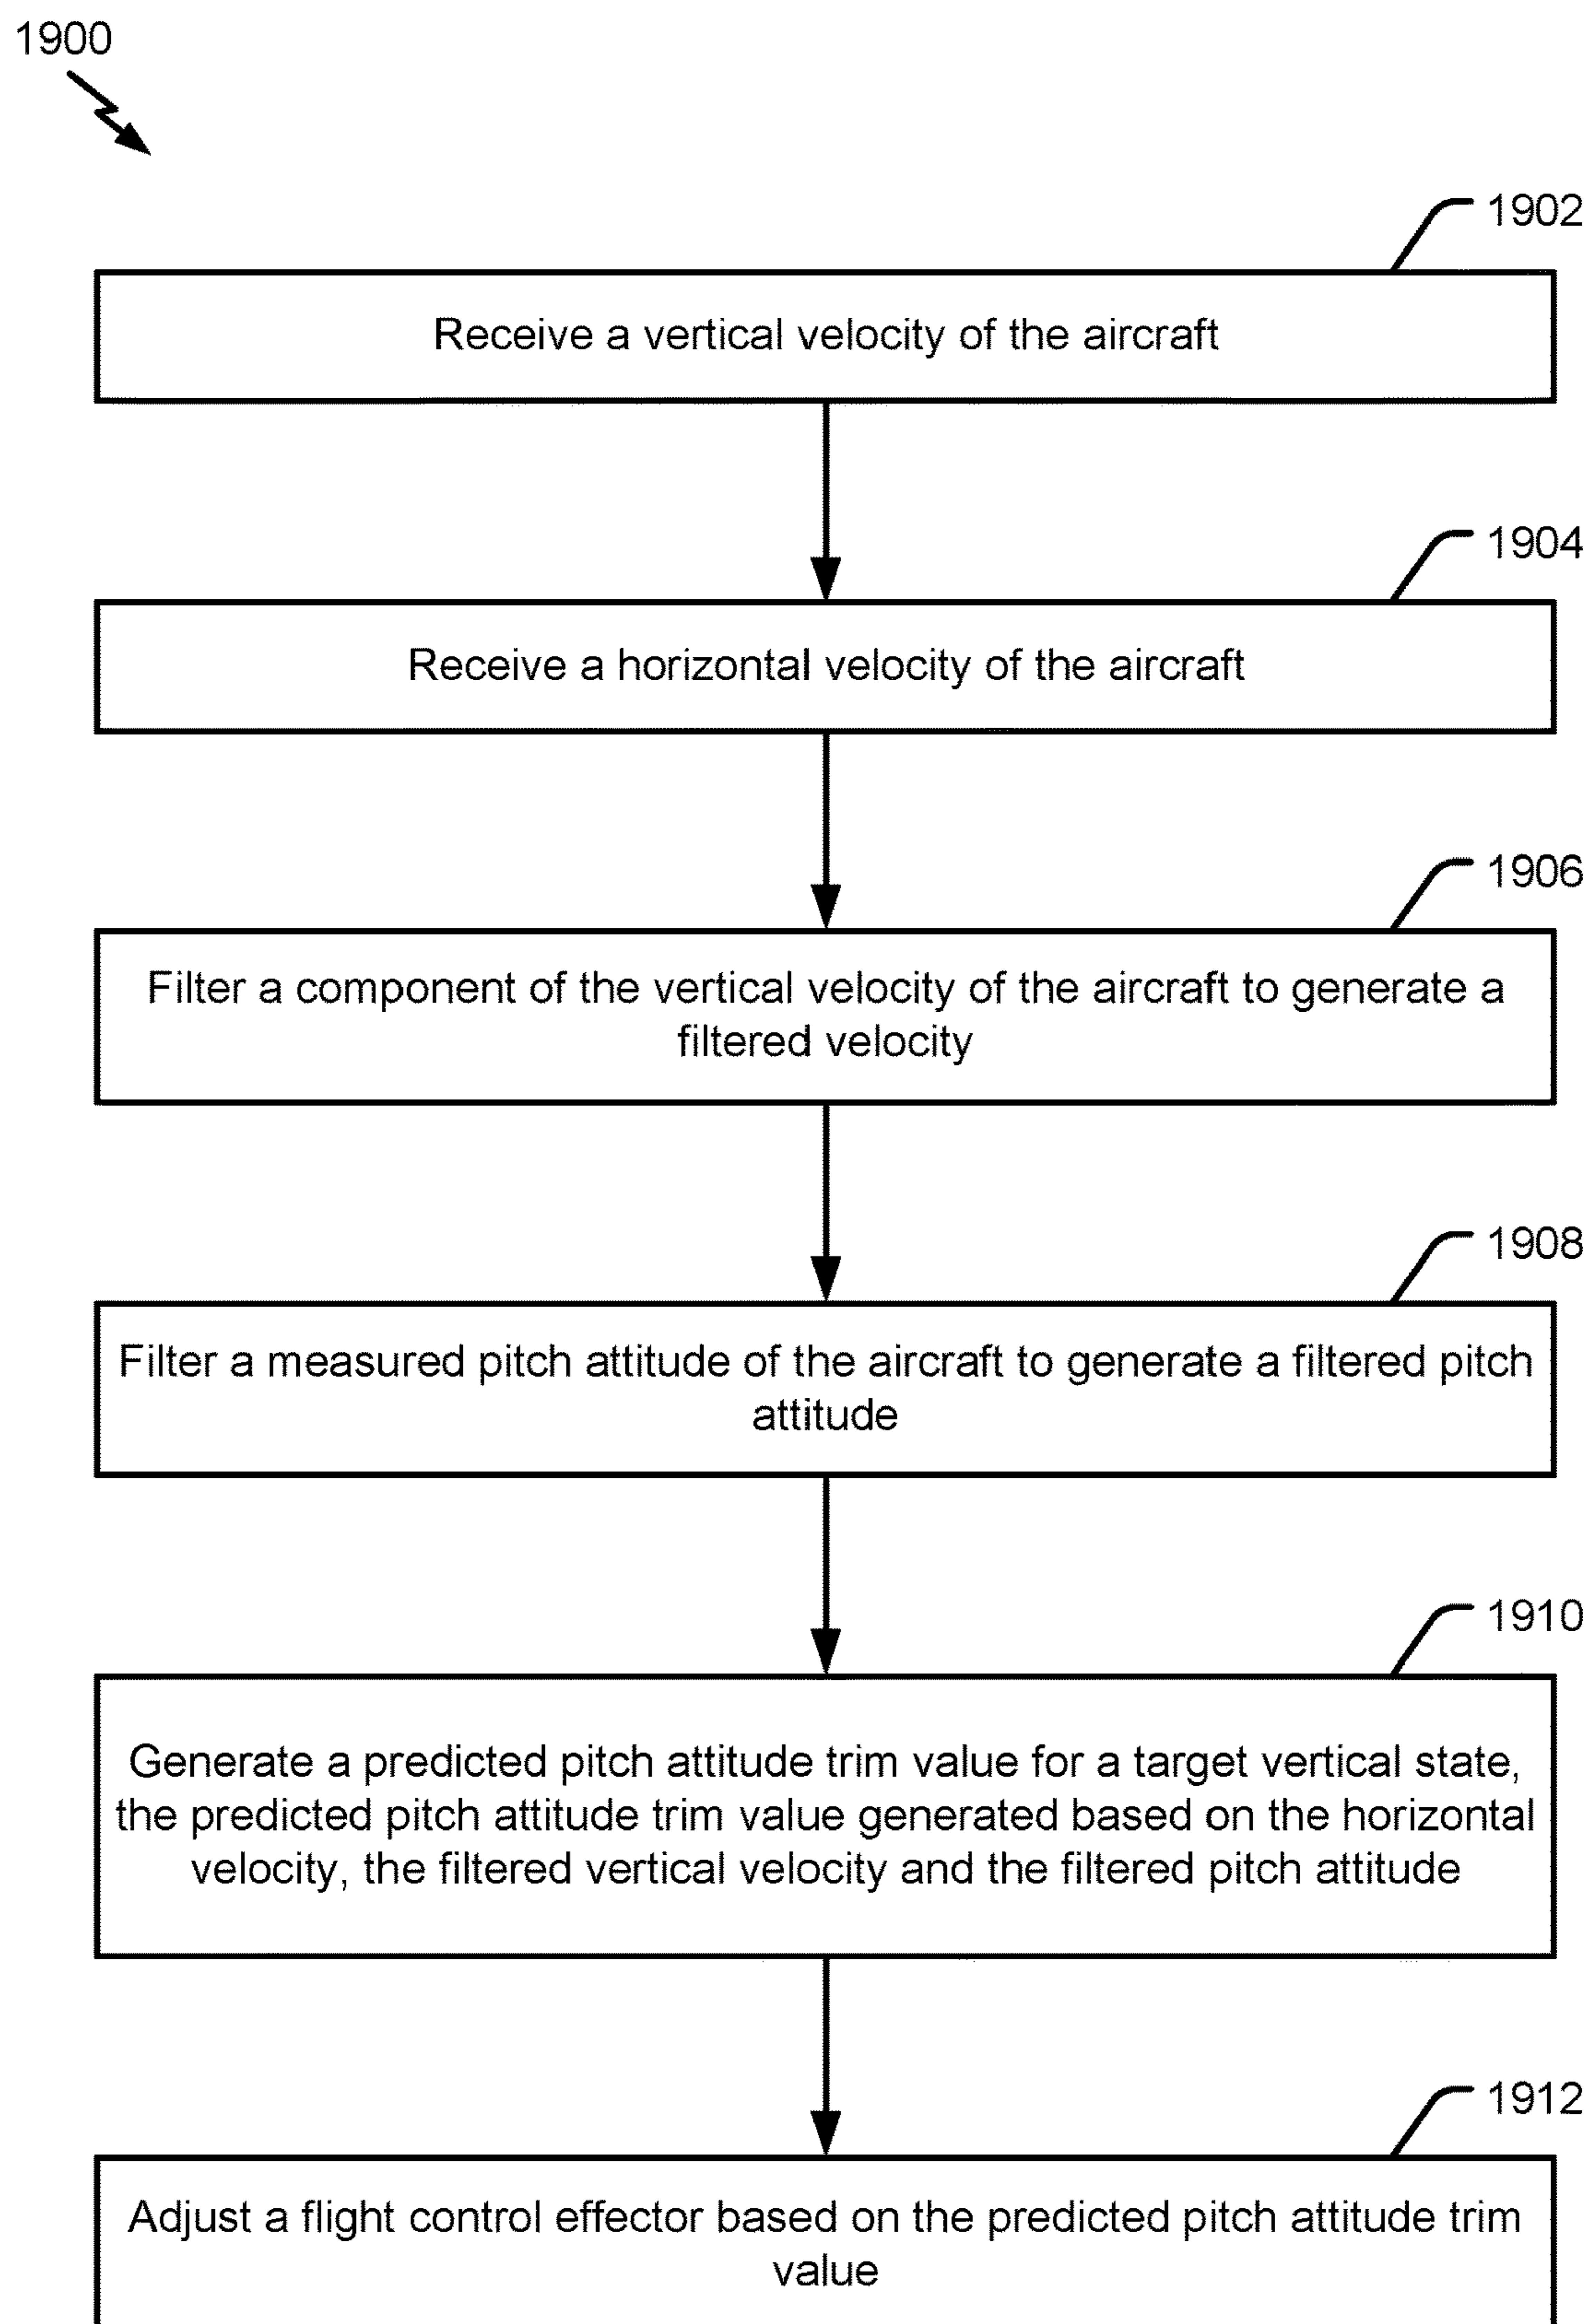 1900
1902
Receive a vertical velocity of the aircraft
1904
Receive a horizontal velocity of the aircraft
1906
Filter a component of the vertical velocity of the aircraft to generate a
filtered velocity
1908
Filter a measured pitch attitude of the aircraft to generate a filtered pitch
attitude
1910
Generate a predicted pitch attitude trim value for a target vertical state,
the predicted pitch attitude trim value generated based on the horizontal
velocity, the filtered vertical velocity and the filtered pitch attitude
1912
Adjust a flight control effector based on the predicted pitch attitude trim
value